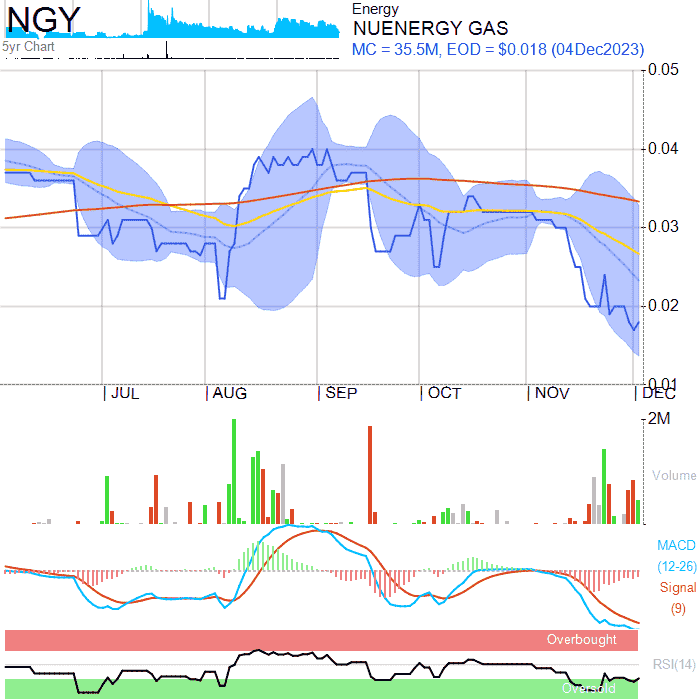 NGY
Energy
NUENERGY GAS
5yr Chart
MC = 35.5M, EOD = $0.018 (04Dec2023)
0.05
0.04
0.03
0.02
0.01
JUL AUG SEP OCT NOV DEC
2M
Volume
MACD
(12-26)
Signal
(9)
Overbought
RSI(14)
Oversold